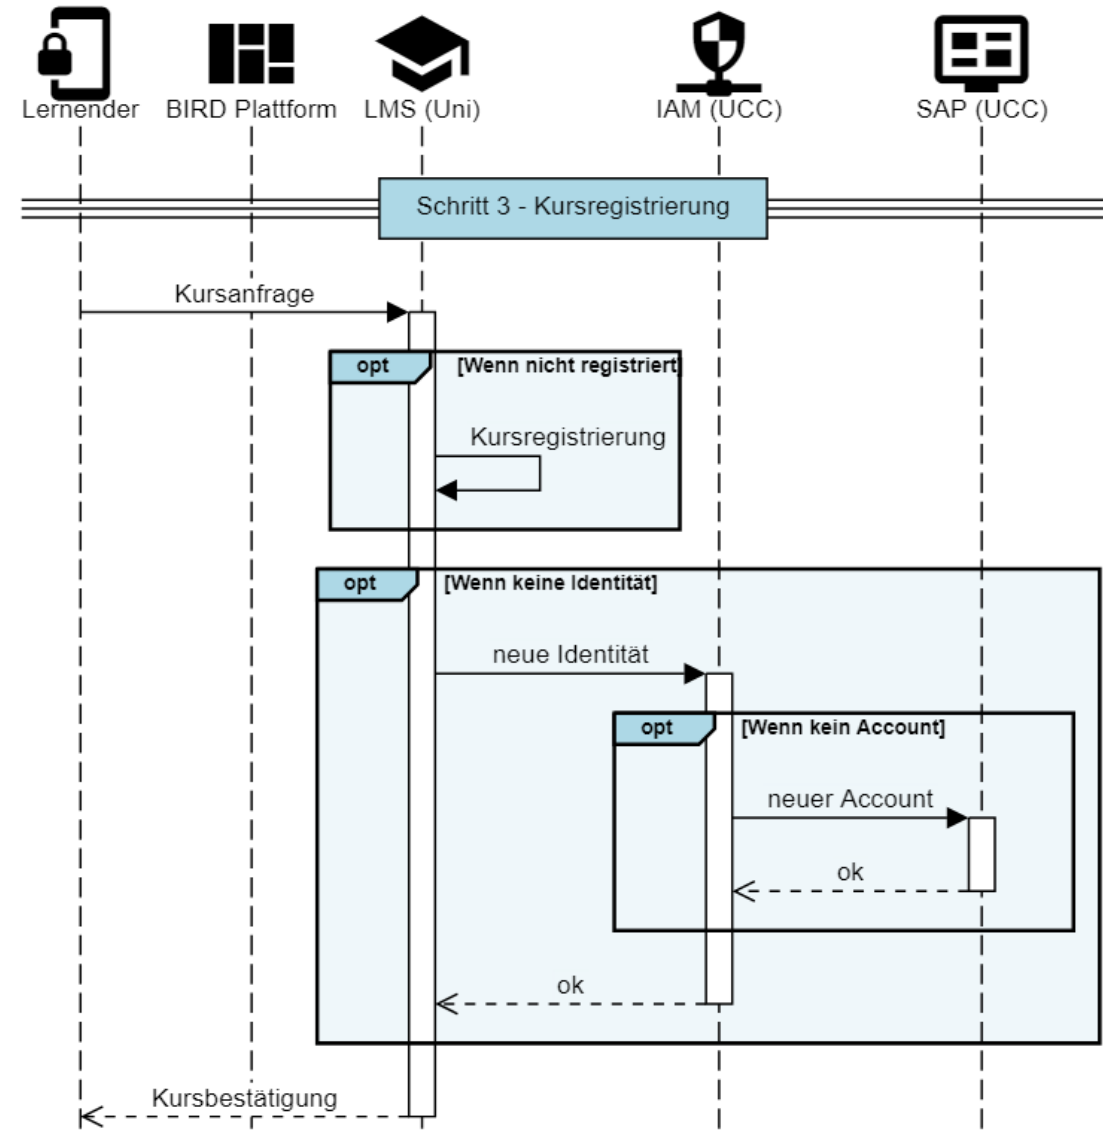 Lernender
BIRD Plattform
LMS (Uni)
IAM (UCC)
SAP (UCC)
Schritt 3 - Kursregistrierung
Kursanfrage
opt
[Wenn nicht registriert]
Kursregistrierung
opt
[Wenn keine Identität]
neue Identität
opt
[Wenn kein Account]
neuer Account
ok
ok
Kursbestätigung